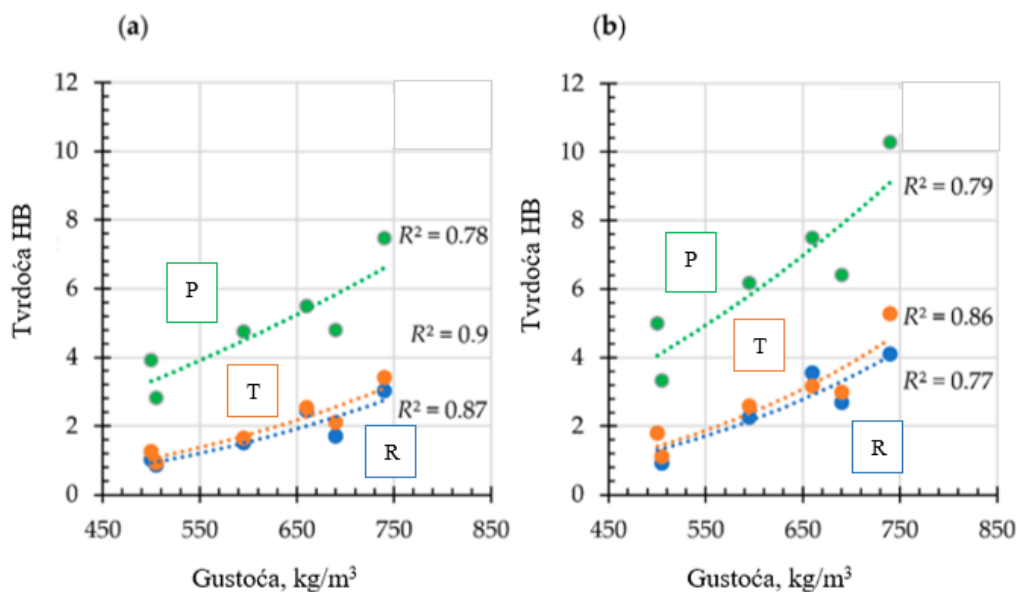 (a)
Tvrdoća HB
12
10
8
6
4
2
0
P
T
R
R² = 0.78
R² = 0.9
R² = 0.87
450 550 650 750 850
Gustoća, kg/m³
(b)
Tvrdoća HB
12
10
8
6
4
2
0
P
T
R
R² = 0.79
R² = 0.86
R² = 0.77
450 550 650 750 850
Gustoća, kg/m³